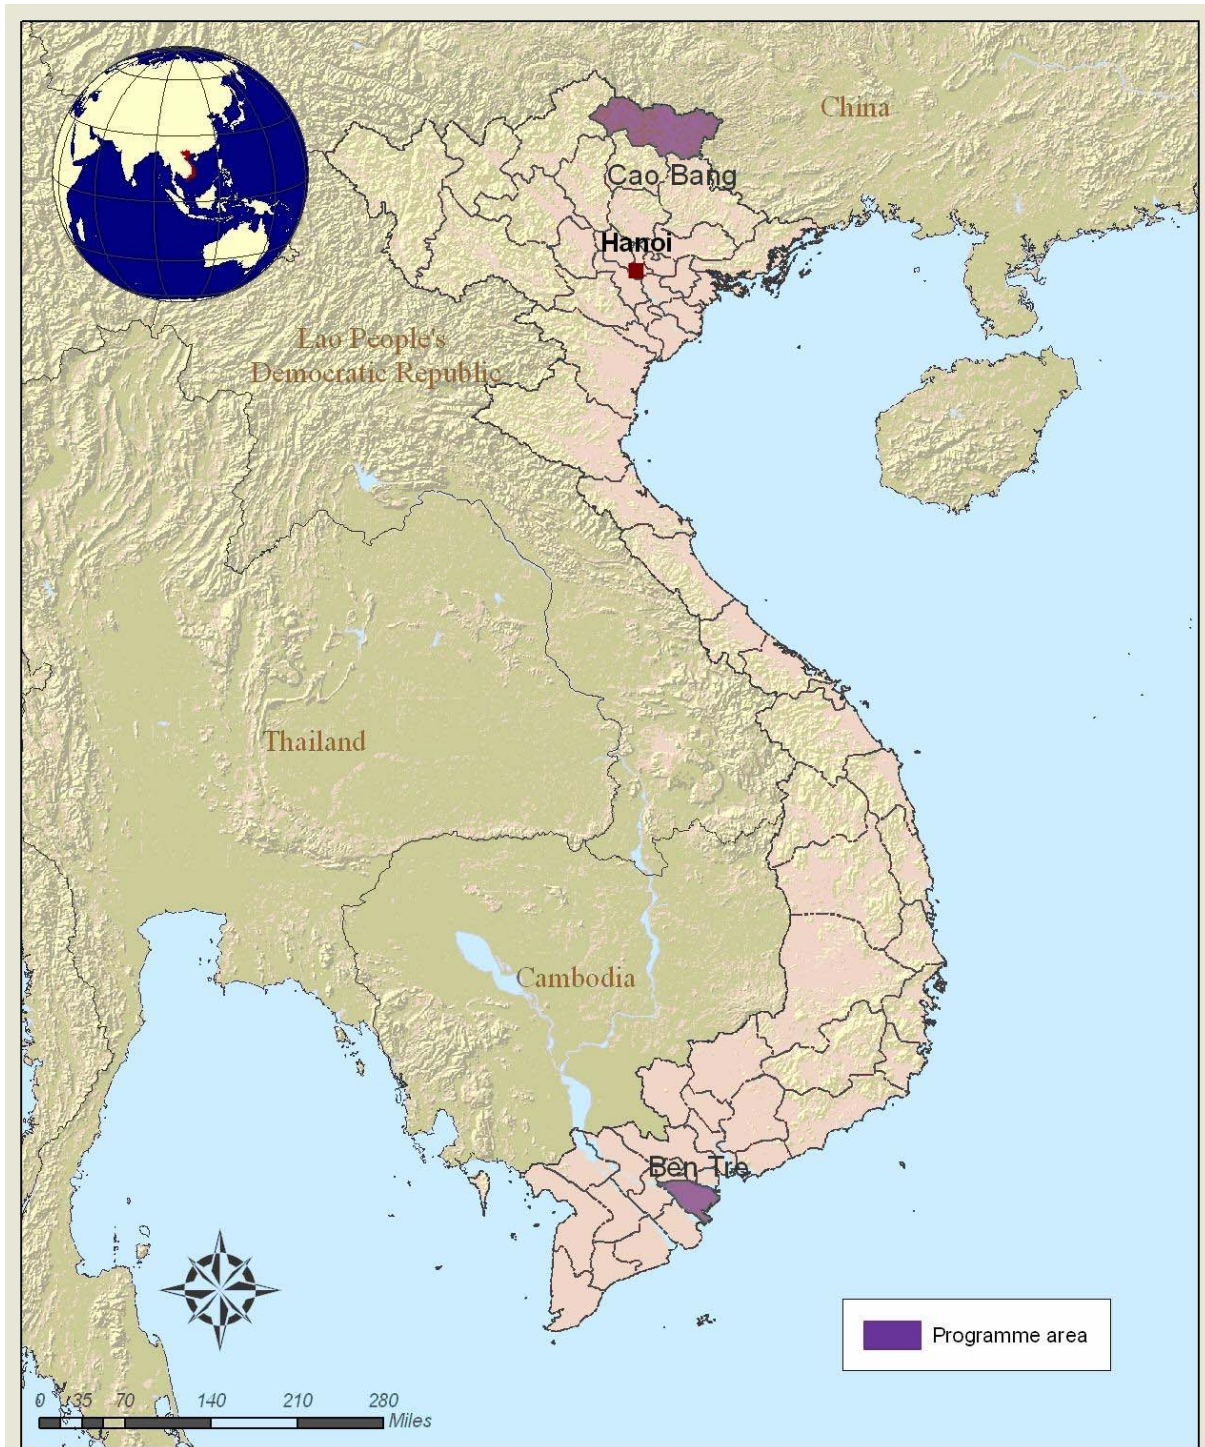 China
Cao Bang
Hanoi
Lao People's
Democratic Republic
Thailand
Cambodia
Ben Tre
Programme area
0 35 70 140 210 280
Miles